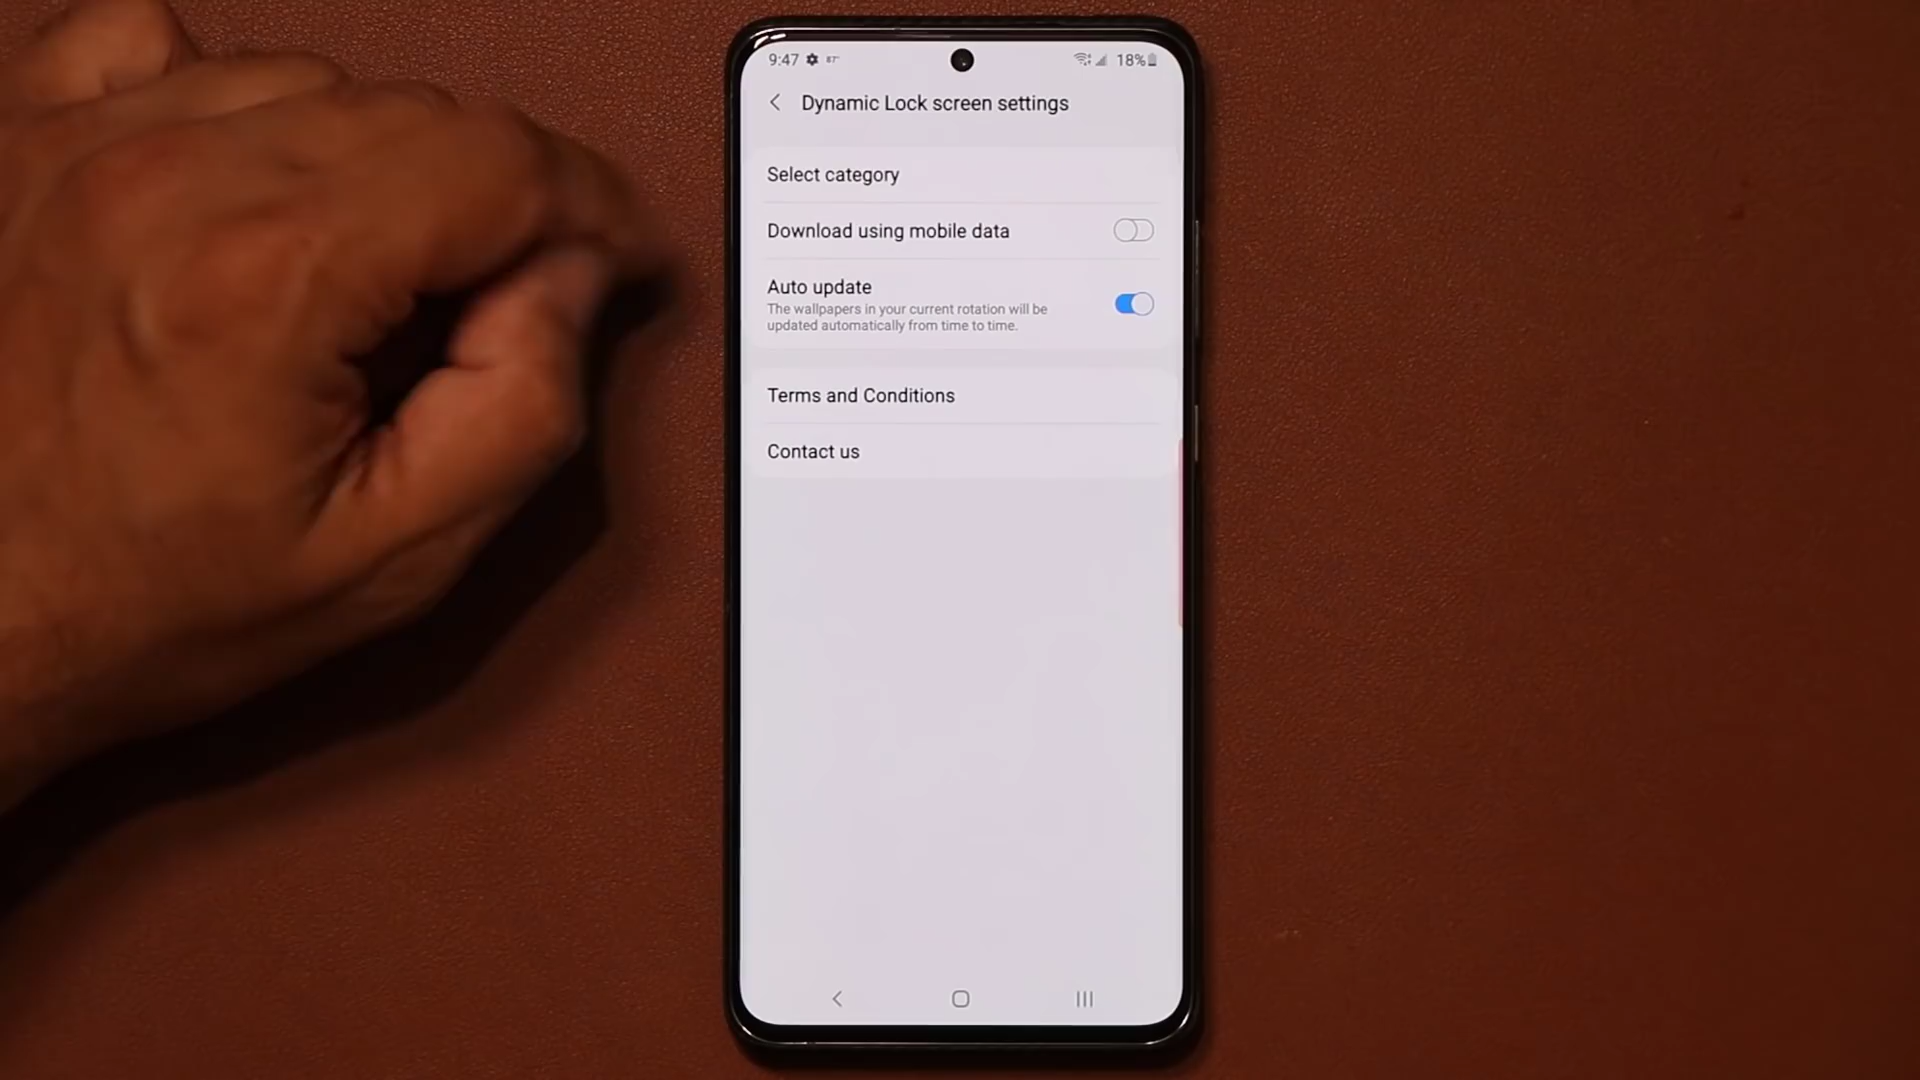 9:47 87° 18%
Dynamic Lock screen settings
Select category
Download using mobile data
Auto update
The wallpapers in your current rotation will be
updated automatically from time to time.
Terms and Conditions
Contact us